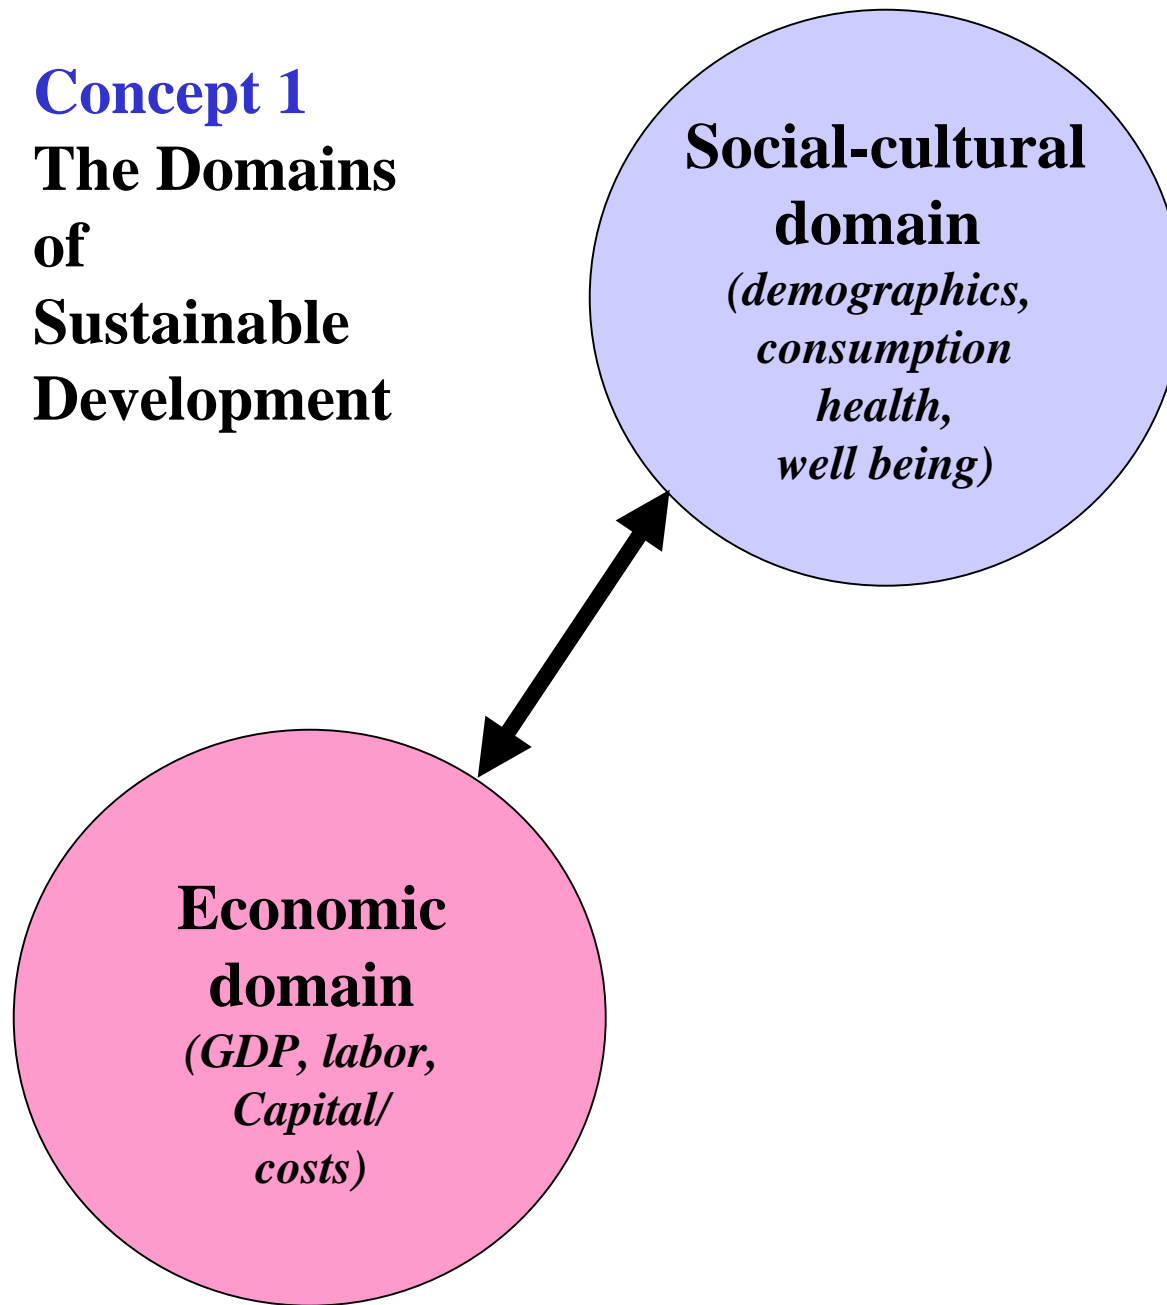 Concept 1
The Domains
of
Sustainable
Development
Social-cultural
domain
(demographics,
consumption
health,
well being)
Economic
domain
(GDP, labor,
Capital/
costs)